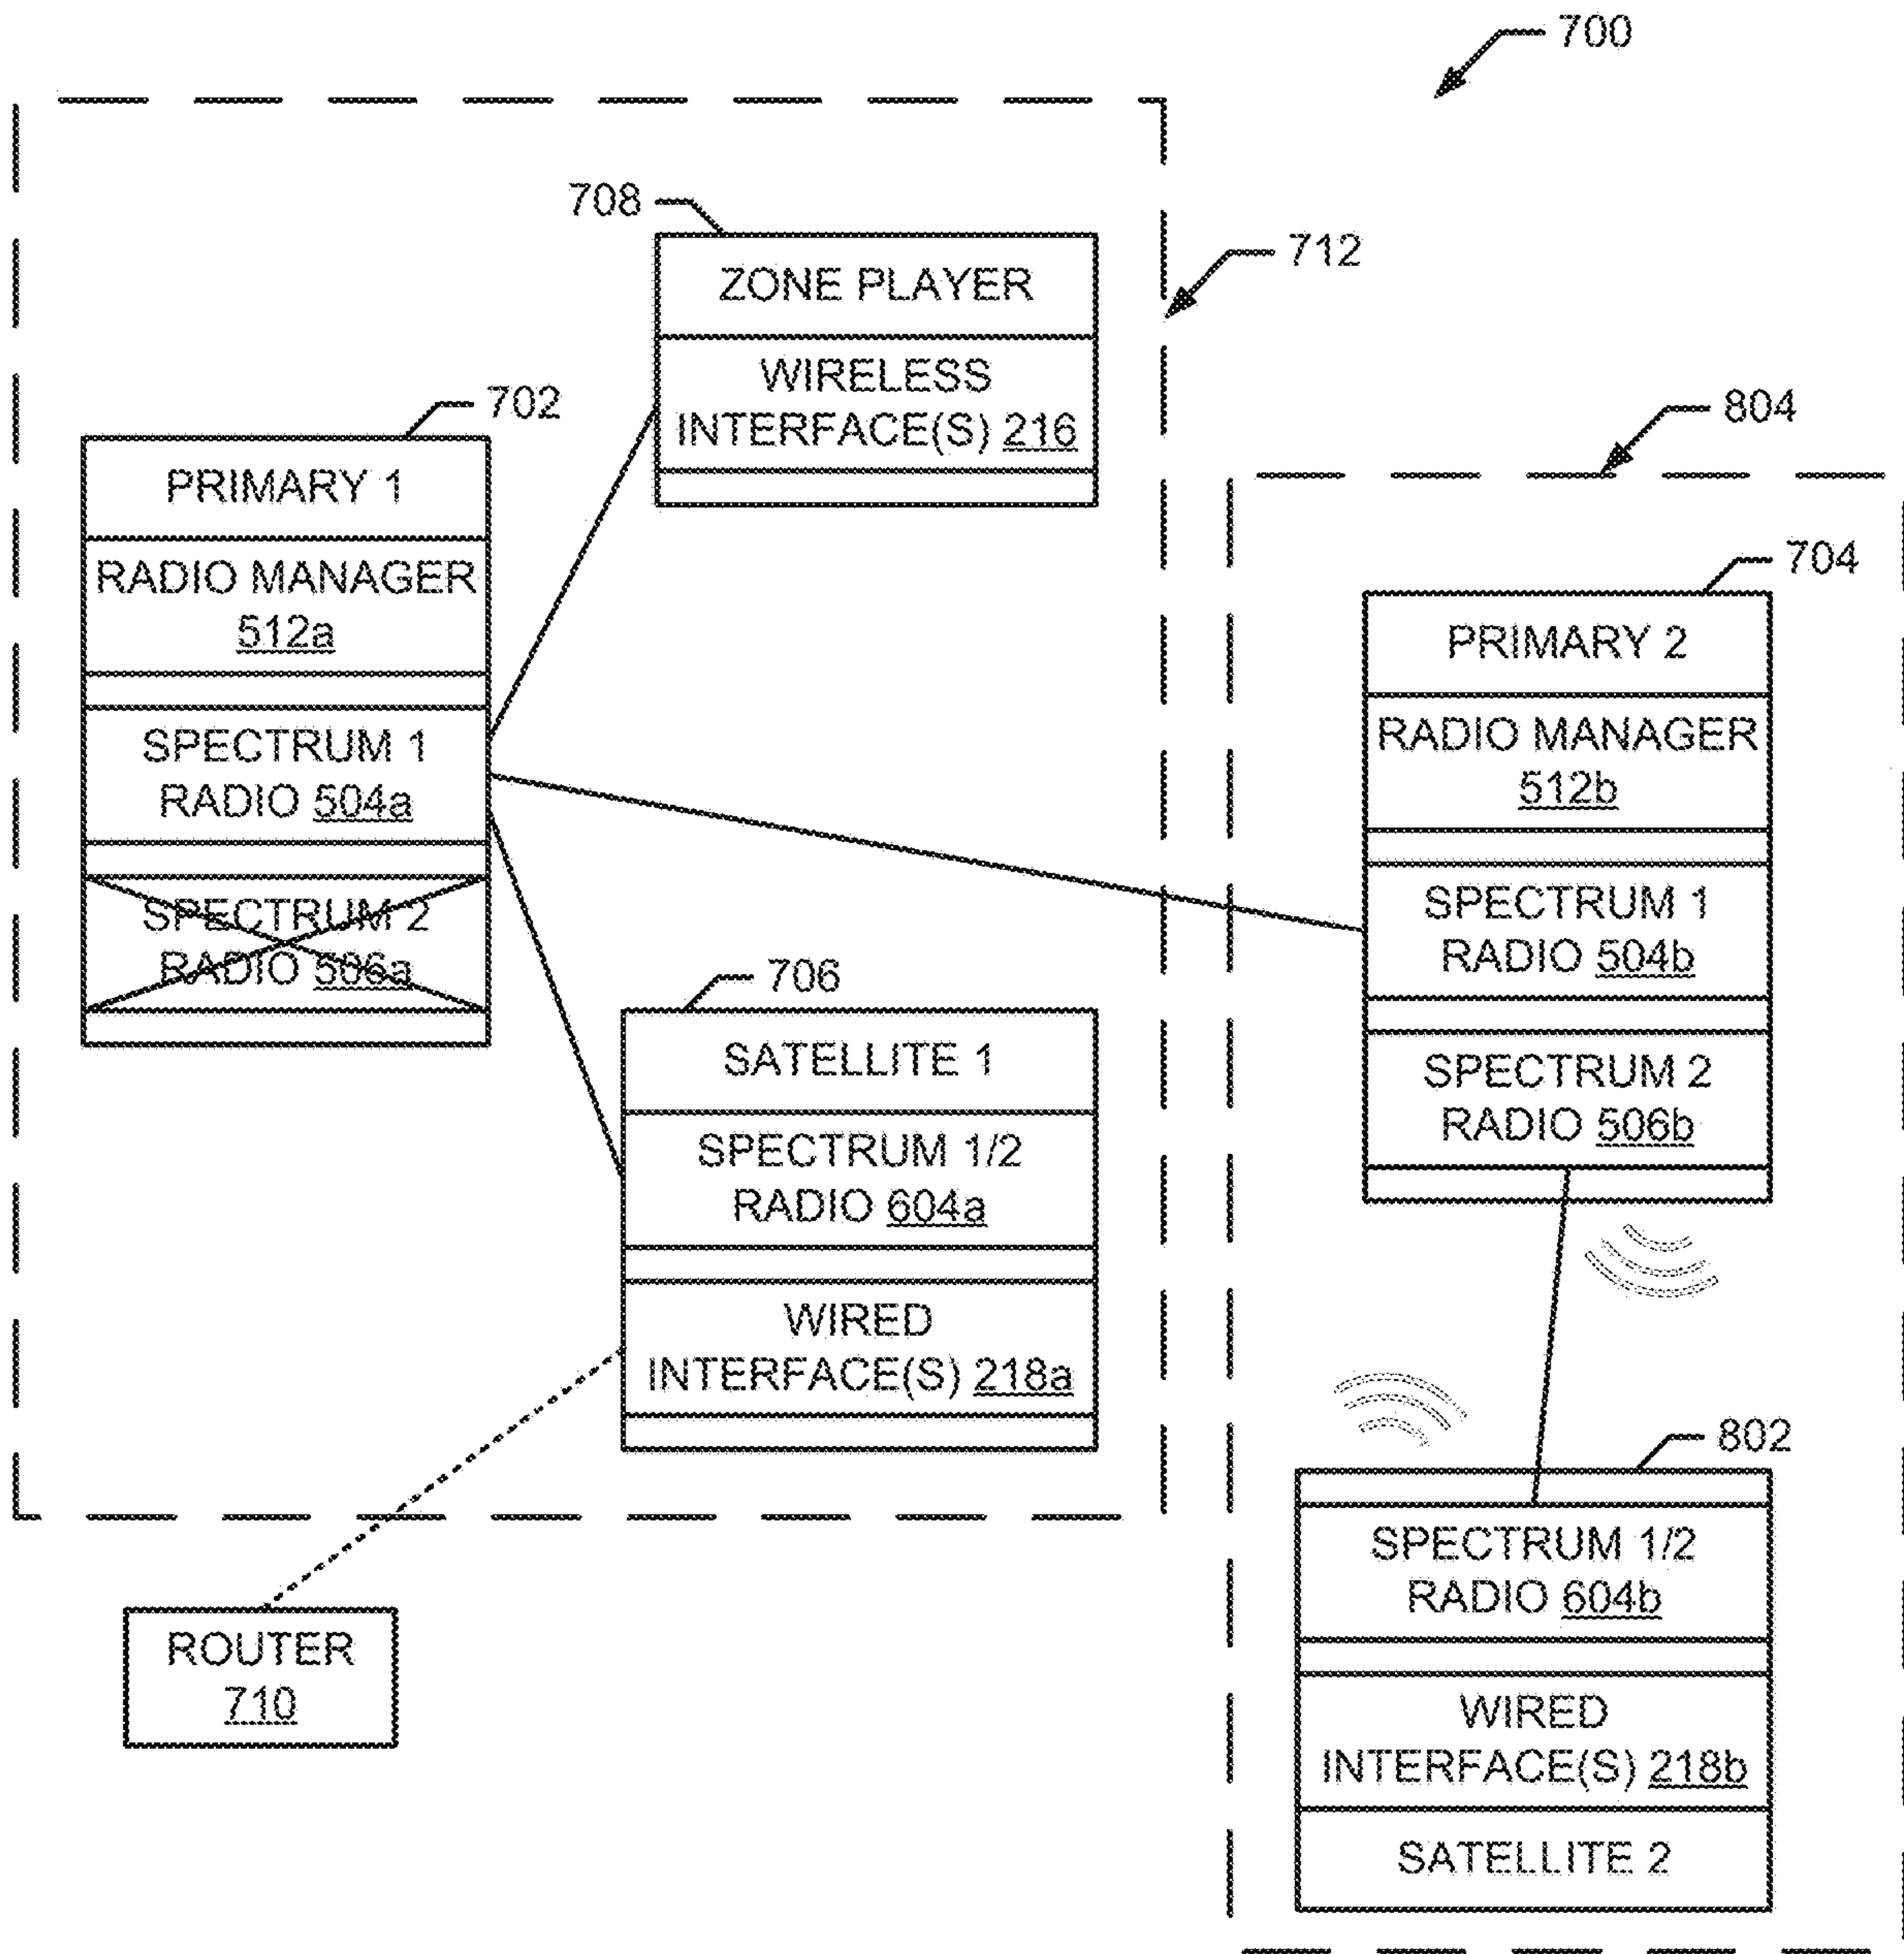 700
708
ZONE PLAYER
WIRELESS
INTERFACE(S) 216
712
702
PRIMARY 1
RADIO MANAGER
512a
SPECTRUM 1
RADIO 504a
SPECTRUM 2
RADIO 506a
804
704
PRIMARY 2
RADIO MANAGER
512b
SPECTRUM 1
RADIO 504b
SPECTRUM 2
RADIO 506b
706
SATELLITE 1
SPECTRUM 1/2
RADIO 604a
WIRED
INTERFACE(S) 218a
ROUTER
710
802
SPECTRUM 1/2
RADIO 604b
WIRED
INTERFACE(S) 218b
SATELLITE 2